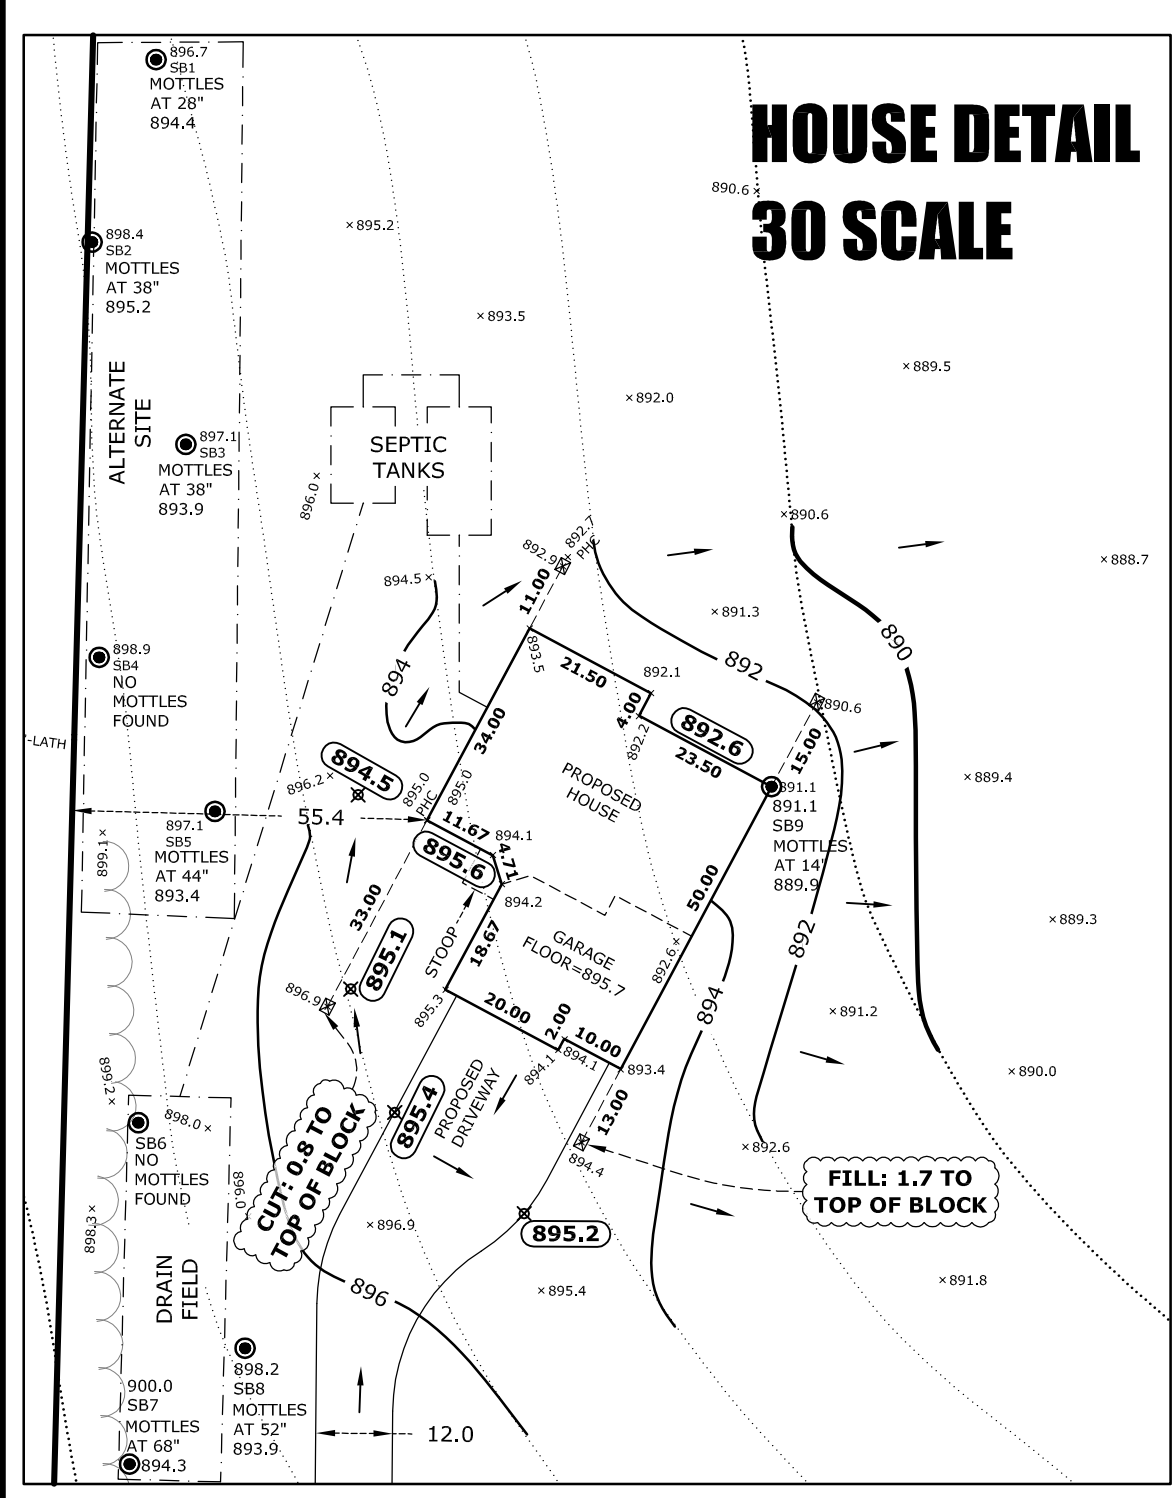 HOUSE DETAIL
30 SCALE
896.7
SB1
MOTTLES
AT 28"
894.4
898.4
SB2
MOTTLES
AT 38"
895.2
ALTERNATE
SITE
897.1
SB3
MOTTLES
AT 38"
893.9
898.9
SB4
NO
MOTTLES
FOUND
-LATH
897.1
SB5
MOTTLES
AT 44"
893.4
899.1 ×
899.2 ×
SB6
NO
MOTTLES
FOUND
898.0 ×
896.0
898.3 ×
DRAIN
FIELD
900.0
SB7
MOTTLES
AT 68"
894.3
898.2
SB8
MOTTLES
AT 52"
893.9
× 895.2
× 893.5
890.6 ×
× 889.5
× 892.0
SEPTIC
TANKS
896.0 ×
894.5 ×
892.9
× 892.7
PHC
× 890.6
× 888.7
× 891.3
11.00
893.5
21.50
892.1
4.00
892.2
892.6
23.50
892
890
890.6
15.00
894
34.00
894.5
896.2 ×
895.0
PHC
895.0
PROPOSED
HOUSE
891.1
891.1
SB9
MOTTLES
AT 14"
889.9
× 889.4
55.4
11.67
894.1
4.71
895.6
894.2
50.00
× 889.3
33.00
895.1
STOOP
18.67
GARAGE
FLOOR=895.7
892.6 ×
892
894
896.9
895.3
20.00
2.00
10.00
894.1
894.1
893.4
× 891.2
× 890.0
PROPOSED
DRIVEWAY
895.4
13.00
894.4
× 892.6
CUT: 0.8 TO
TOP OF BLOCK
FILL: 1.7 TO
TOP OF BLOCK
× 896.9
895.2
896
× 895.4
× 891.8
12.0